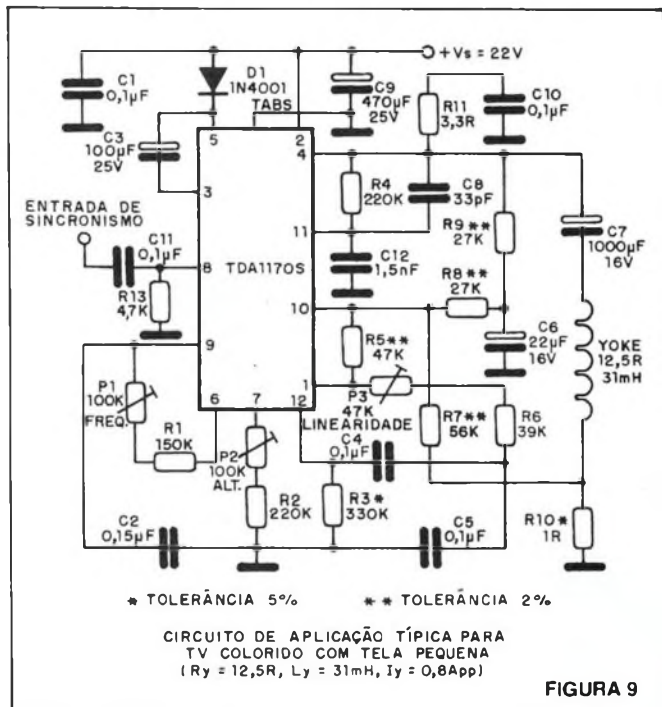 +Vs = 22V
C1
0,1µF
D1
1N4001
TABS
C9
470µF
25V
R11
3,3R
C10
0,1µF
C3
100µF
25V
5
2
4
3
R4
220K
C8
33pF
R9**
27K
C7
1000µF
16V
ENTRADA DE
SINCRONISMO
C11
0,1µF
11
8
TDA1170S
C12
1,5nF
R8**
27K
R13
4,7K
10
9
R5**
47K
C6
22µF
16V
YOKE
12,5R
31mH
P1
100K
FREQ.
6
7
1
12
P3
47K
LINEARIDADE
R7**
56K
R6
39K
R1
150K
P2
100K
ALT.
C4
0,1µF
R2
220K
R3*
330K
C2
0,15µF
C5
0,1µF
R10*
1R
* TOLERÂNCIA 5% ** TOLERÂNCIA 2%
CIRCUITO DE APLICAÇÃO TÍPICA PARA
TV COLORIDO COM TELA PEQUENA
(Ry = 12,5R, Ly = 31mH, Iy = 0,8App)
FIGURA 9